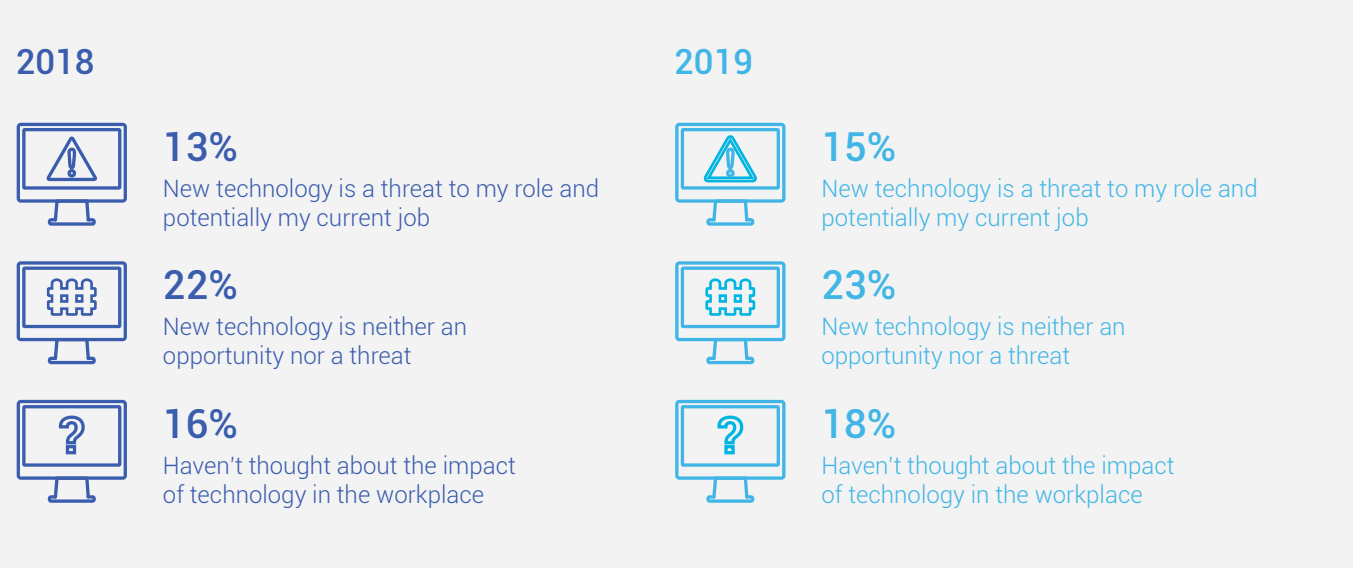 2018
13%
New technology is a threat to my role and
potentially my current job
22%
New technology is neither an
opportunity nor a threat
16%
Haven't thought about the impact
of technology in the workplace
2019
15%
New technology is a threat to my role and
potentially my current job
23%
New technology is neither an
opportunity nor a threat
18%
Haven't thought about the impact
of technology in the workplace